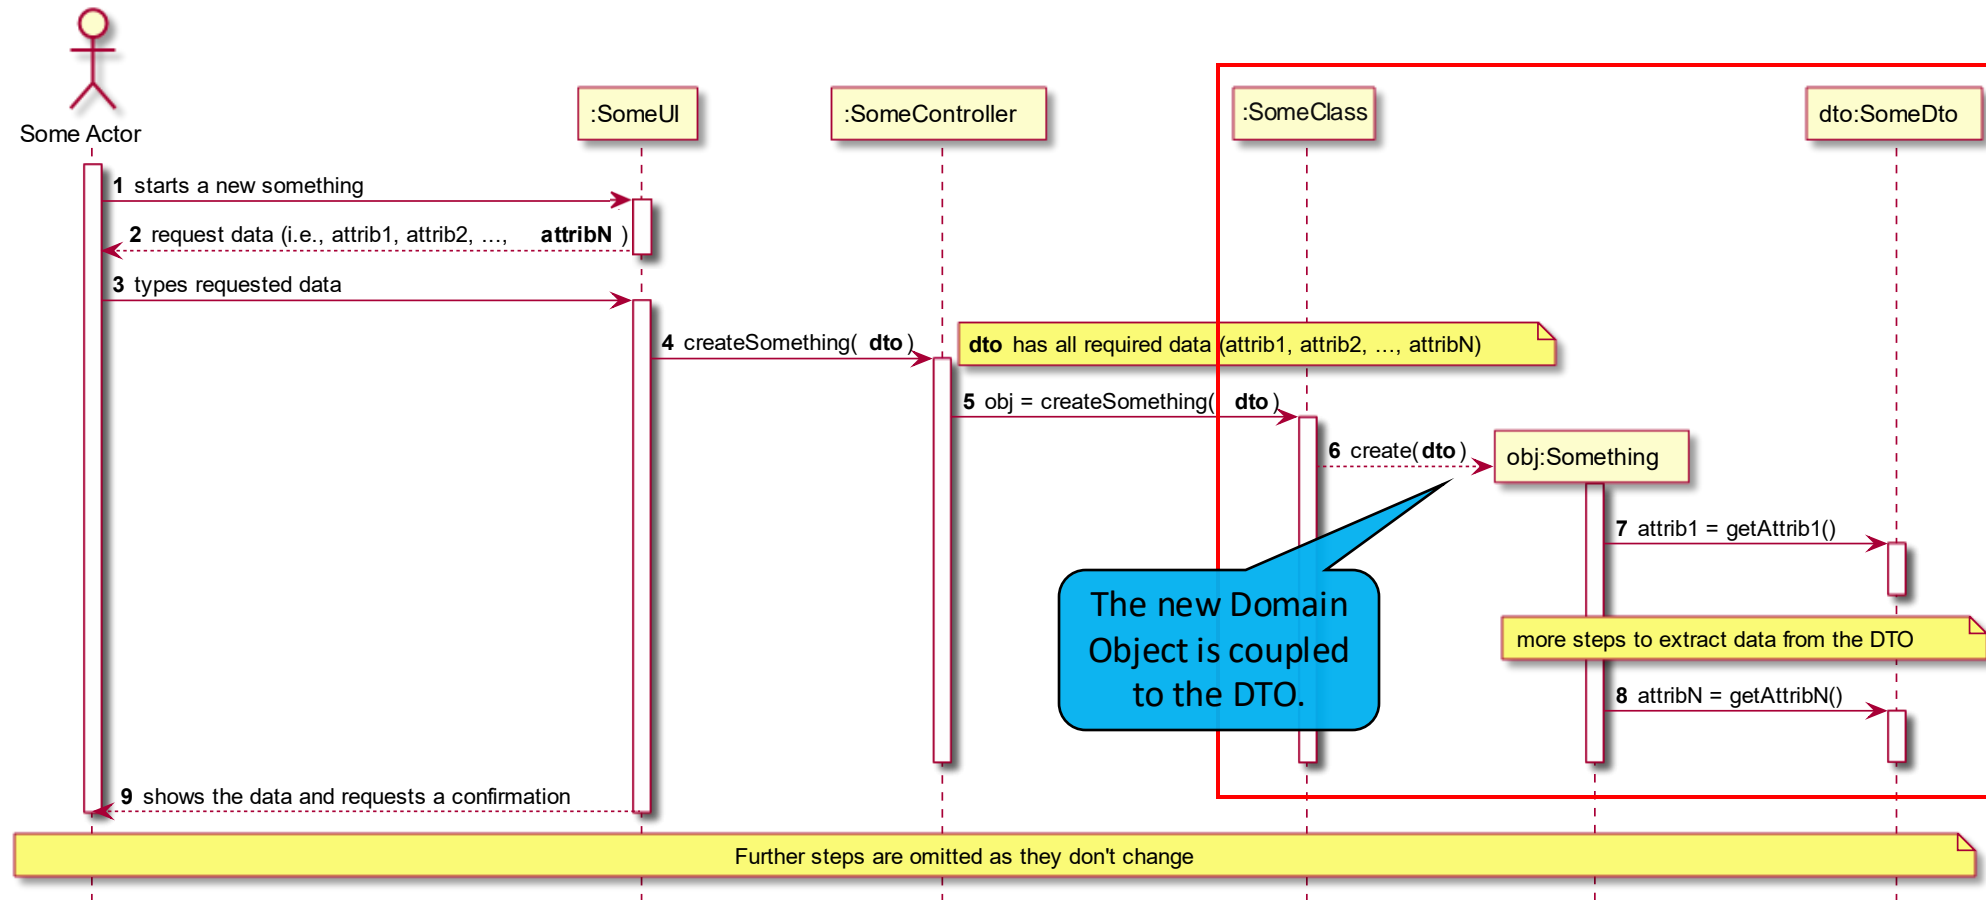 Some Actor
:SomeUI
:SomeController
:SomeClass
dto:SomeDto
1 starts a new something
2 request data (i.e., attrib1, attrib2, ..., attribN )
3 types requested data
4 createSomething( dto)
dto has all required data (attrib1, attrib2, ..., attribN)
5 obj = createSomething( dto)
6 create(dto)
obj:Something
7 attrib1 = getAttrib1()
The new Domain
Object is coupled
to the DTO.
more steps to extract data from the DTO
8 attribN = getAttribN()
9 shows the data and requests a confirmation
Further steps are omitted as they don't change